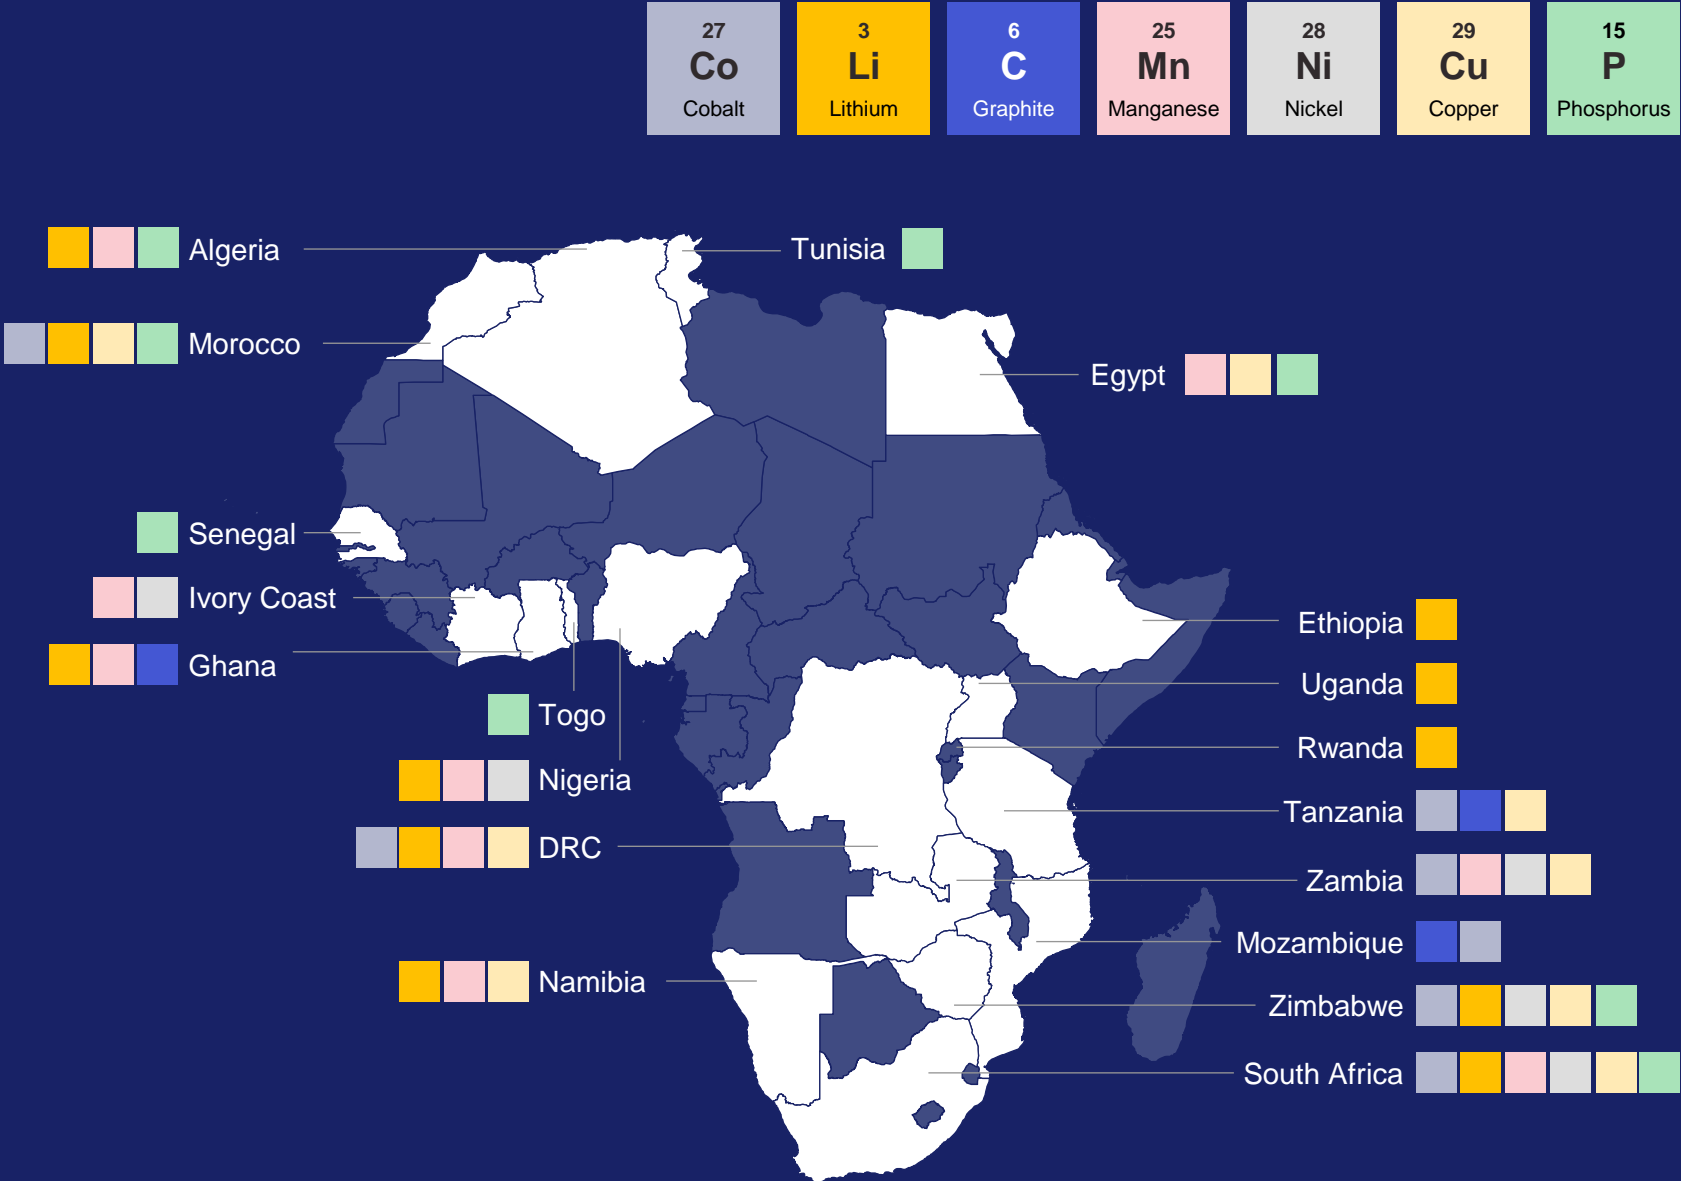 27
Co
Cobalt
3
Li
Lithium
6
C
Graphite
25
Mn
Manganese
28
Ni
Nickel
29
Cu
Copper
15
P
Phosphorus
Algeria
Tunisia
Morocco
Egypt
Senegal
Ivory Coast
Ghana
Togo
Nigeria
DRC
Namibia
Ethiopia
Uganda
Rwanda
Tanzania
Zambia
Mozambique
Zimbabwe
South Africa